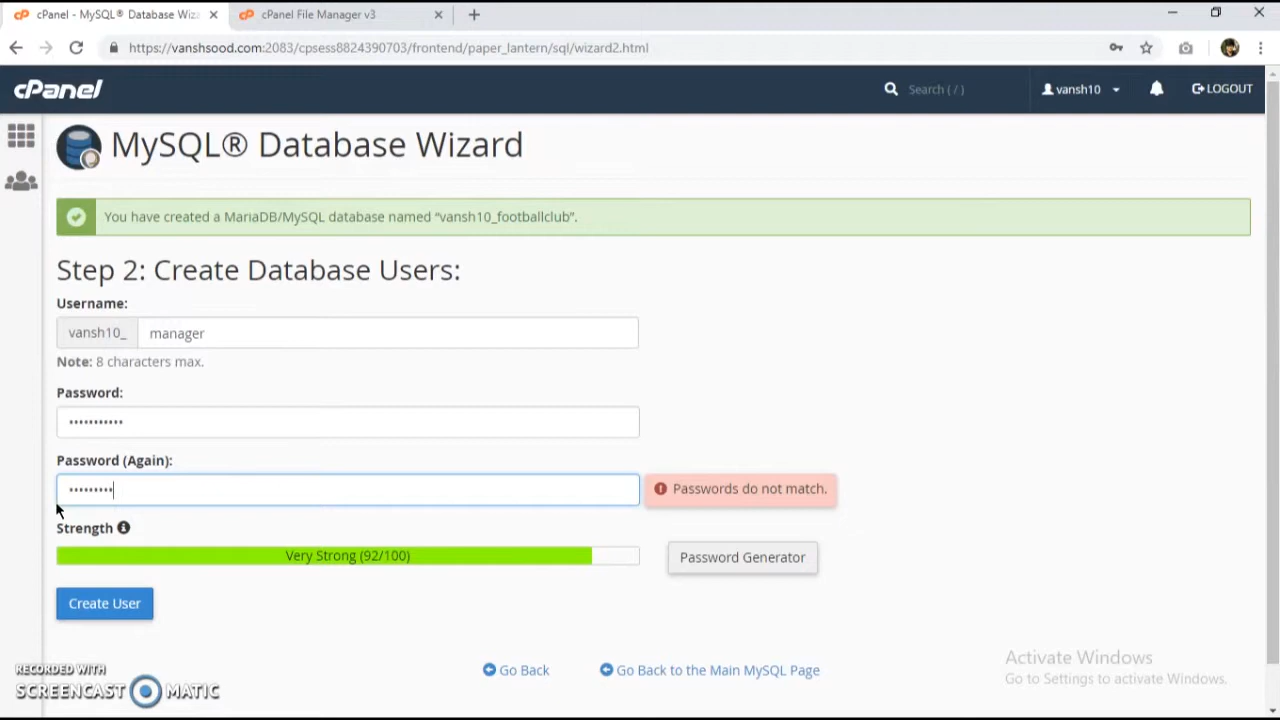 cPanel - MySQL® Database Wiza
cPanel File Manager v3
https://vanshsood.com:2083/cpsess8824390703/frontend/paper_lantern/sql/wizard2.html
cPanel
Search ( / )
vansh10
LOGOUT
MySQL® Database Wizard
You have created a MariaDB/MySQL database named “vansh10_footballclub”.
Step 2: Create Database Users:
Username:
vansh10_ manager
Note: 8 characters max.
Password:
•••••••••••
Password (Again):
•••••••••
Passwords do not match.
Strength
Very Strong (92/100)
Password Generator
Create User
Go Back
Go Back to the Main MySQL Page
Activate Windows
Go to Settings to activate Windows.
RECORDED WITH
SCREENCAST MATIC